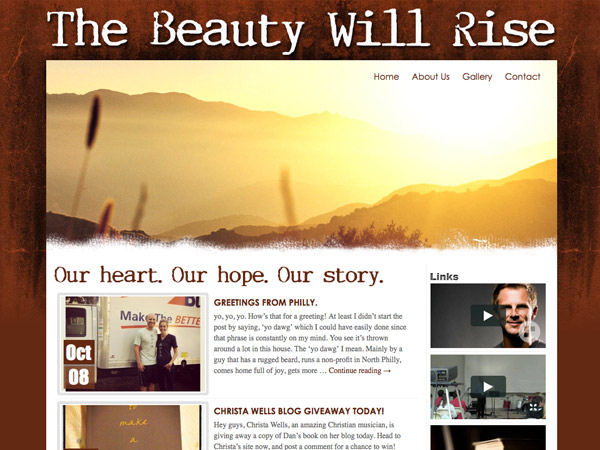 The Beauty Will Rise
Home About Us Gallery Contact
Our heart. Our hope. Our story.
Links
Make The BETTE
Oct
08
GREETINGS FROM PHILLY.
yo, yo, yo. How's that for a greeting! At least I didn't start the
post by saying, 'yo dawg' which I could have easily done since
that phrase is constantly on my mind. You see it's thrown
around a lot in this house. The 'yo dawg' I mean. Mainly by a
guy that has a rugged beard, runs a non-profit in North Philly,
comes home full of joy, gets more … Continue reading →
to
make
a
CHRISTA WELLS BLOG GIVEAWAY TODAY!
Hey guys, Christa Wells, an amazing Christian musician, is
giving away a copy of Dan's book on her blog today. Head to
Christa's site now, and post a comment for a chance to win!